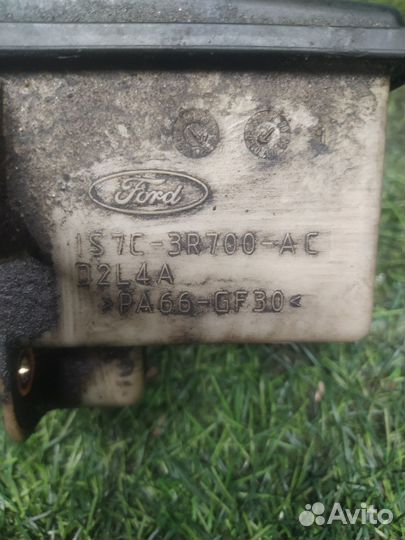 Ford
1S7C-3R700-AC
D2L4A
>PA66-GF30<
Avito